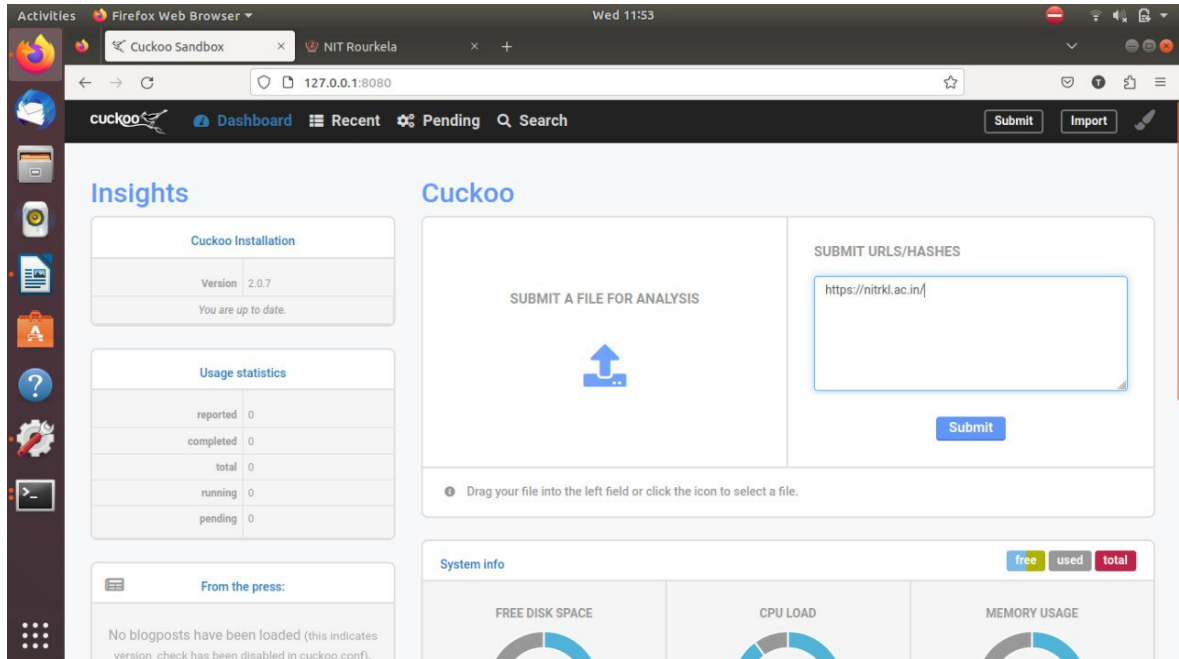 Activities Firefox Web Browser Wed 11:53
Cuckoo Sandbox × NIT Rourkela × +
127.0.0.1:8080
cuckoo Dashboard Recent Pending Search Submit Import
Insights
Cuckoo Installation
Version 2.0.7
You are up to date.
Usage statistics
reported 0
completed 0
total 0
running 0
pending 0
From the press:
No blogposts have been loaded (this indicates
version check has been disabled in cuckoo.conf).
Cuckoo
SUBMIT A FILE FOR ANALYSIS
SUBMIT URLS/HASHES
https://nitrkl.ac.in/
Submit
Drag your file into the left field or click the icon to select a file.
System info
free used total
FREE DISK SPACE
CPU LOAD
MEMORY USAGE